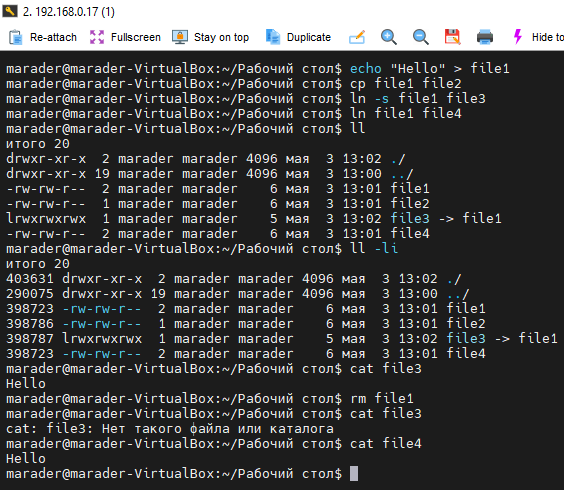 2. 192.168.0.17 (1)
Re-attach Fullscreen Stay on top Duplicate Hide to
marader@marader-VirtualBox:~/Рабочий стол$ echo "Hello" > file1
marader@marader-VirtualBox:~/Рабочий стол$ cp file1 file2
marader@marader-VirtualBox:~/Рабочий стол$ ln -s file1 file3
marader@marader-VirtualBox:~/Рабочий стол$ ln file1 file4
marader@marader-VirtualBox:~/Рабочий стол$ ll
итого 20
drwxr-xr-x  2 marader marader 4096 мая  3 13:02 ./
drwxr-xr-x 19 marader marader 4096 мая  3 13:00 ../
-rw-rw-r--  2 marader marader    6 мая  3 13:01 file1
-rw-rw-r--  1 marader marader    6 мая  3 13:01 file2
lrwxrwxrwx  1 marader marader    5 мая  3 13:02 file3 -> file1
-rw-rw-r--  2 marader marader    6 мая  3 13:01 file4
marader@marader-VirtualBox:~/Рабочий стол$ ll -li
итого 20
403631 drwxr-xr-x  2 marader marader 4096 мая  3 13:02 ./
290075 drwxr-xr-x 19 marader marader 4096 мая  3 13:00 ../
398723 -rw-rw-r--  2 marader marader    6 мая  3 13:01 file1
398786 -rw-rw-r--  1 marader marader    6 мая  3 13:01 file2
398787 lrwxrwxrwx  1 marader marader    5 мая  3 13:02 file3 -> file1
398723 -rw-rw-r--  2 marader marader    6 мая  3 13:01 file4
marader@marader-VirtualBox:~/Рабочий стол$ cat file3
Hello
marader@marader-VirtualBox:~/Рабочий стол$ rm file1
marader@marader-VirtualBox:~/Рабочий стол$ cat file3
cat: file3: Нет такого файла или каталога
marader@marader-VirtualBox:~/Рабочий стол$ cat file4
Hello
marader@marader-VirtualBox:~/Рабочий стол$